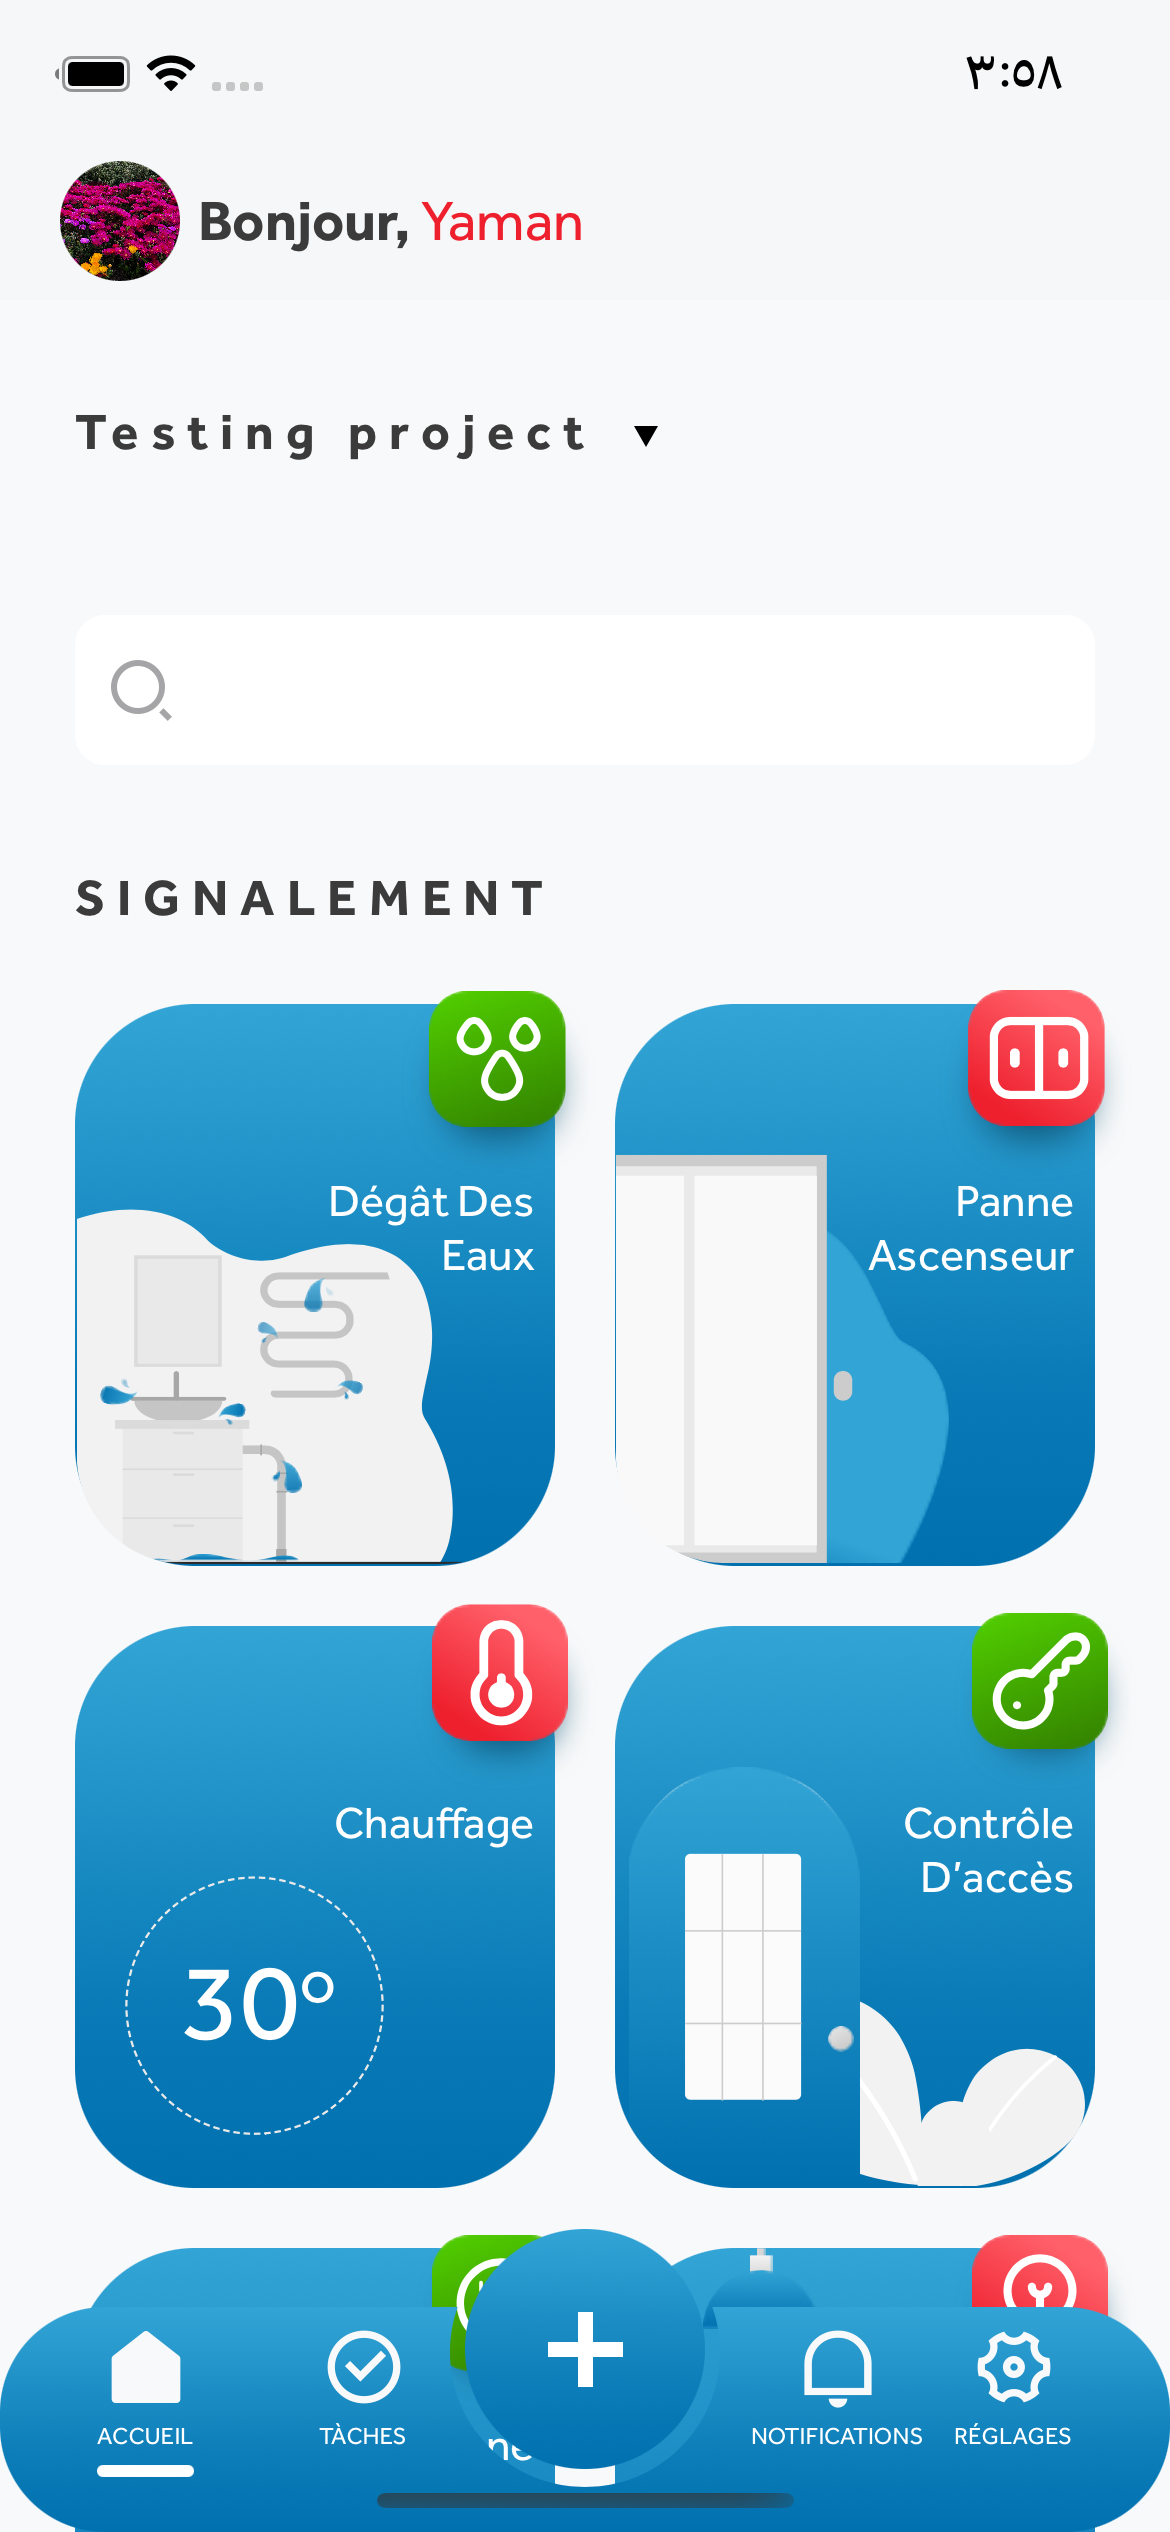 ٣:٥٨
Bonjour, Yaman
Testing project
SIGNALEMENT
Dégât Des
Eaux
Panne
Ascenseur
Chauffage
30°
Contrôle
D'accès
ACCUEIL
TÀCHES
NOTIFICATIONS
RÉGLAGES